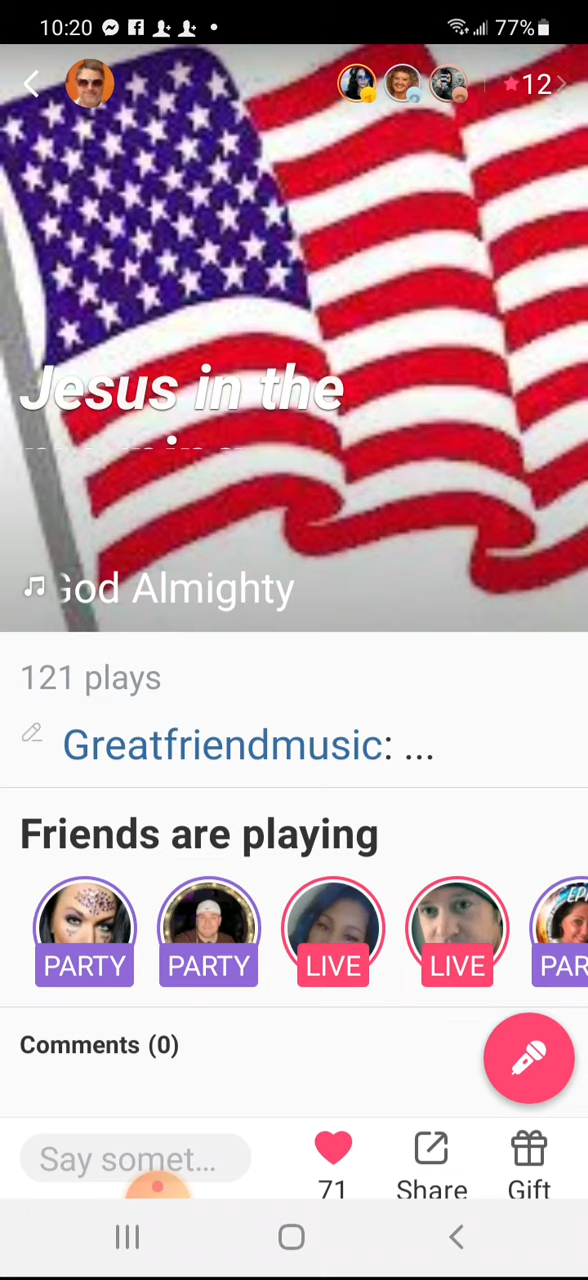 10:20
77%
12
Jesus in the
God Almighty
121 plays
Greatfriendmusic: ...
Friends are playing
PARTY PARTY LIVE LIVE PAR
Comments (0)
Say somet...
71 Share Gift